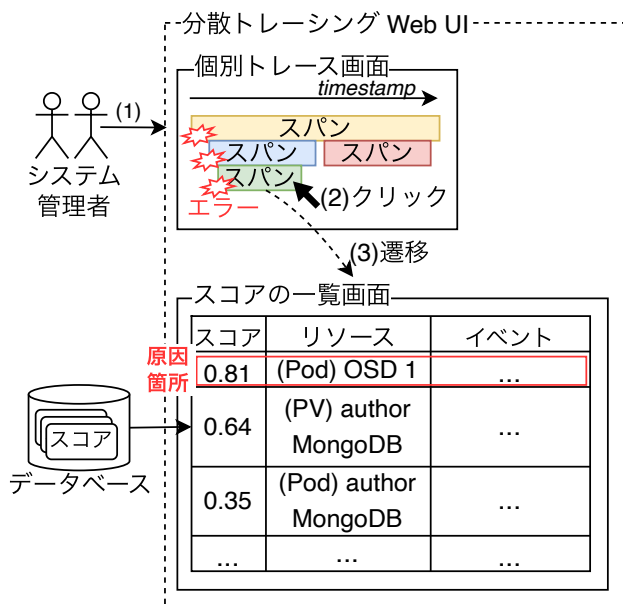 分散トレーシング Web UI
個別トレース画面
timestamp
(1)
スパン
スパン
スパン
スパン
エラー
(2)クリック
システム
管理者
(3)遷移
スコアの一覧画面
スコア
リソース
イベント
原因
箇所
0.81
(Pod) OSD 1
...
0.64
(PV) author
MongoDB
...
スコア
データベース
0.35
(Pod) author
MongoDB
...
...
...
...